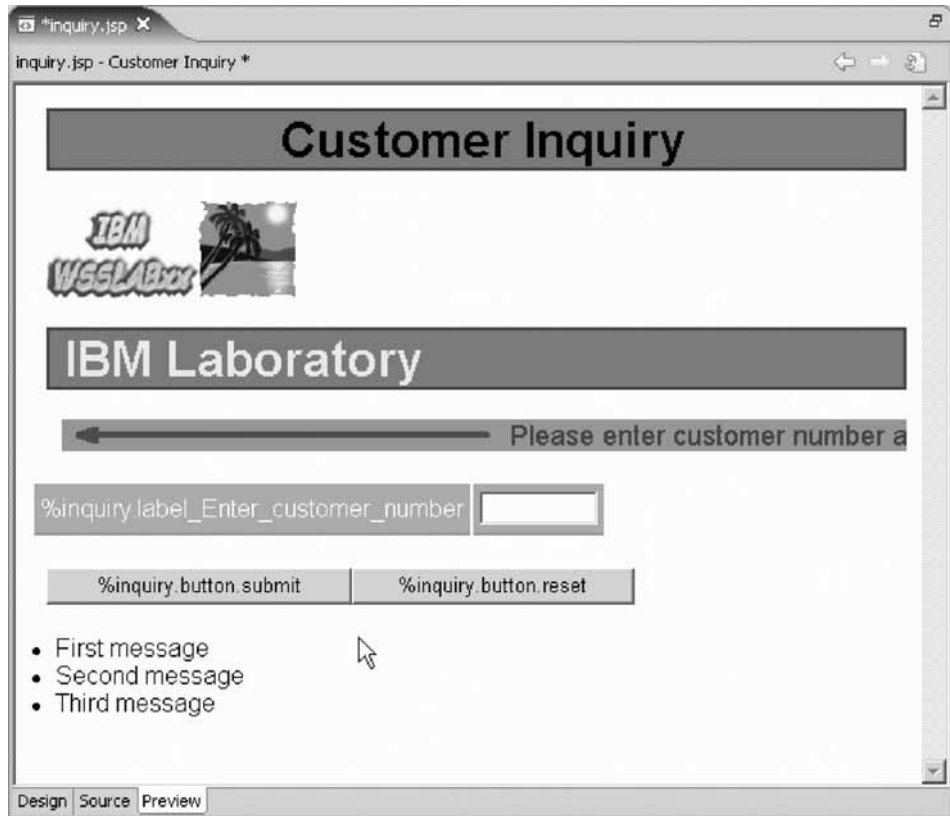 *inquiry.jsp
inquiry.jsp - Customer Inquiry *
Customer Inquiry
IBM
WSSLABxx
IBM Laboratory
Please enter customer number a
%inquiry.label_Enter_customer_number
%inquiry.button.submit %inquiry.button.reset
First message
Second message
Third message
Design Source Preview